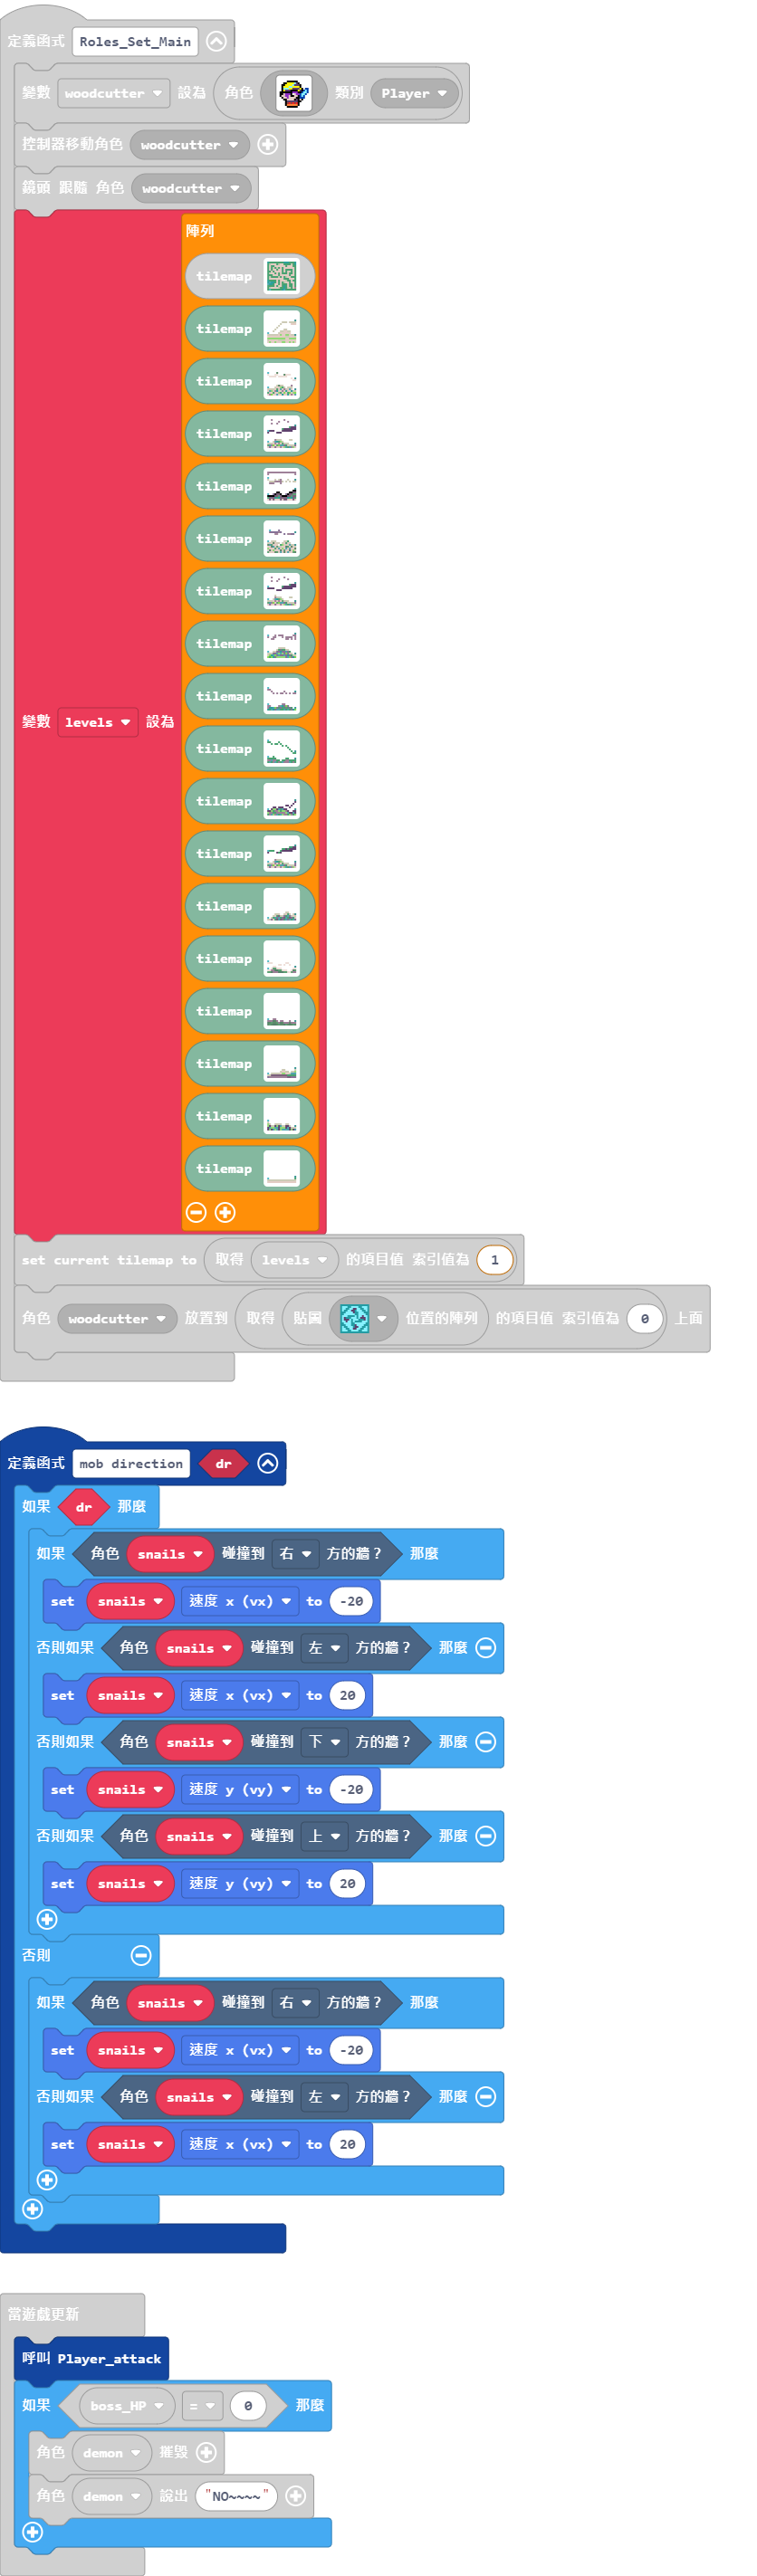 定義函式 Roles_Set_Main
變數 woodcutter 設為 角色 類別 Player
控制器移動角色 woodcutter
鏡頭 跟隨 角色 woodcutter
陣列
tilemap
tilemap
tilemap
tilemap
tilemap
tilemap
tilemap
tilemap
tilemap
變數 levels 設為
tilemap
tilemap
tilemap
tilemap
tilemap
tilemap
tilemap
tilemap
tilemap
set current tilemap to 取得 levels 的項目值 索引值為 1
角色 woodcutter 放置到 取得 貼圖 位置的陣列 的項目值 索引值為 0 上面
定義函式 mob direction dr
如果 dr 那麼
如果 角色 snails 碰撞到 右 方的牆？ 那麼
set snails 速度 x (vx) to -20
否則如果 角色 snails 碰撞到 左 方的牆？ 那麼
set snails 速度 x (vx) to 20
否則如果 角色 snails 碰撞到 下 方的牆？ 那麼
set snails 速度 y (vy) to -20
否則如果 角色 snails 碰撞到 上 方的牆？ 那麼
set snails 速度 y (vy) to 20
否則
如果 角色 snails 碰撞到 右 方的牆？ 那麼
set snails 速度 x (vx) to -20
否則如果 角色 snails 碰撞到 左 方的牆？ 那麼
set snails 速度 x (vx) to 20
當遊戲更新
呼叫 Player_attack
如果 boss_HP = 0 那麼
角色 demon 摧毀
角色 demon 說出 "NO~~~~"